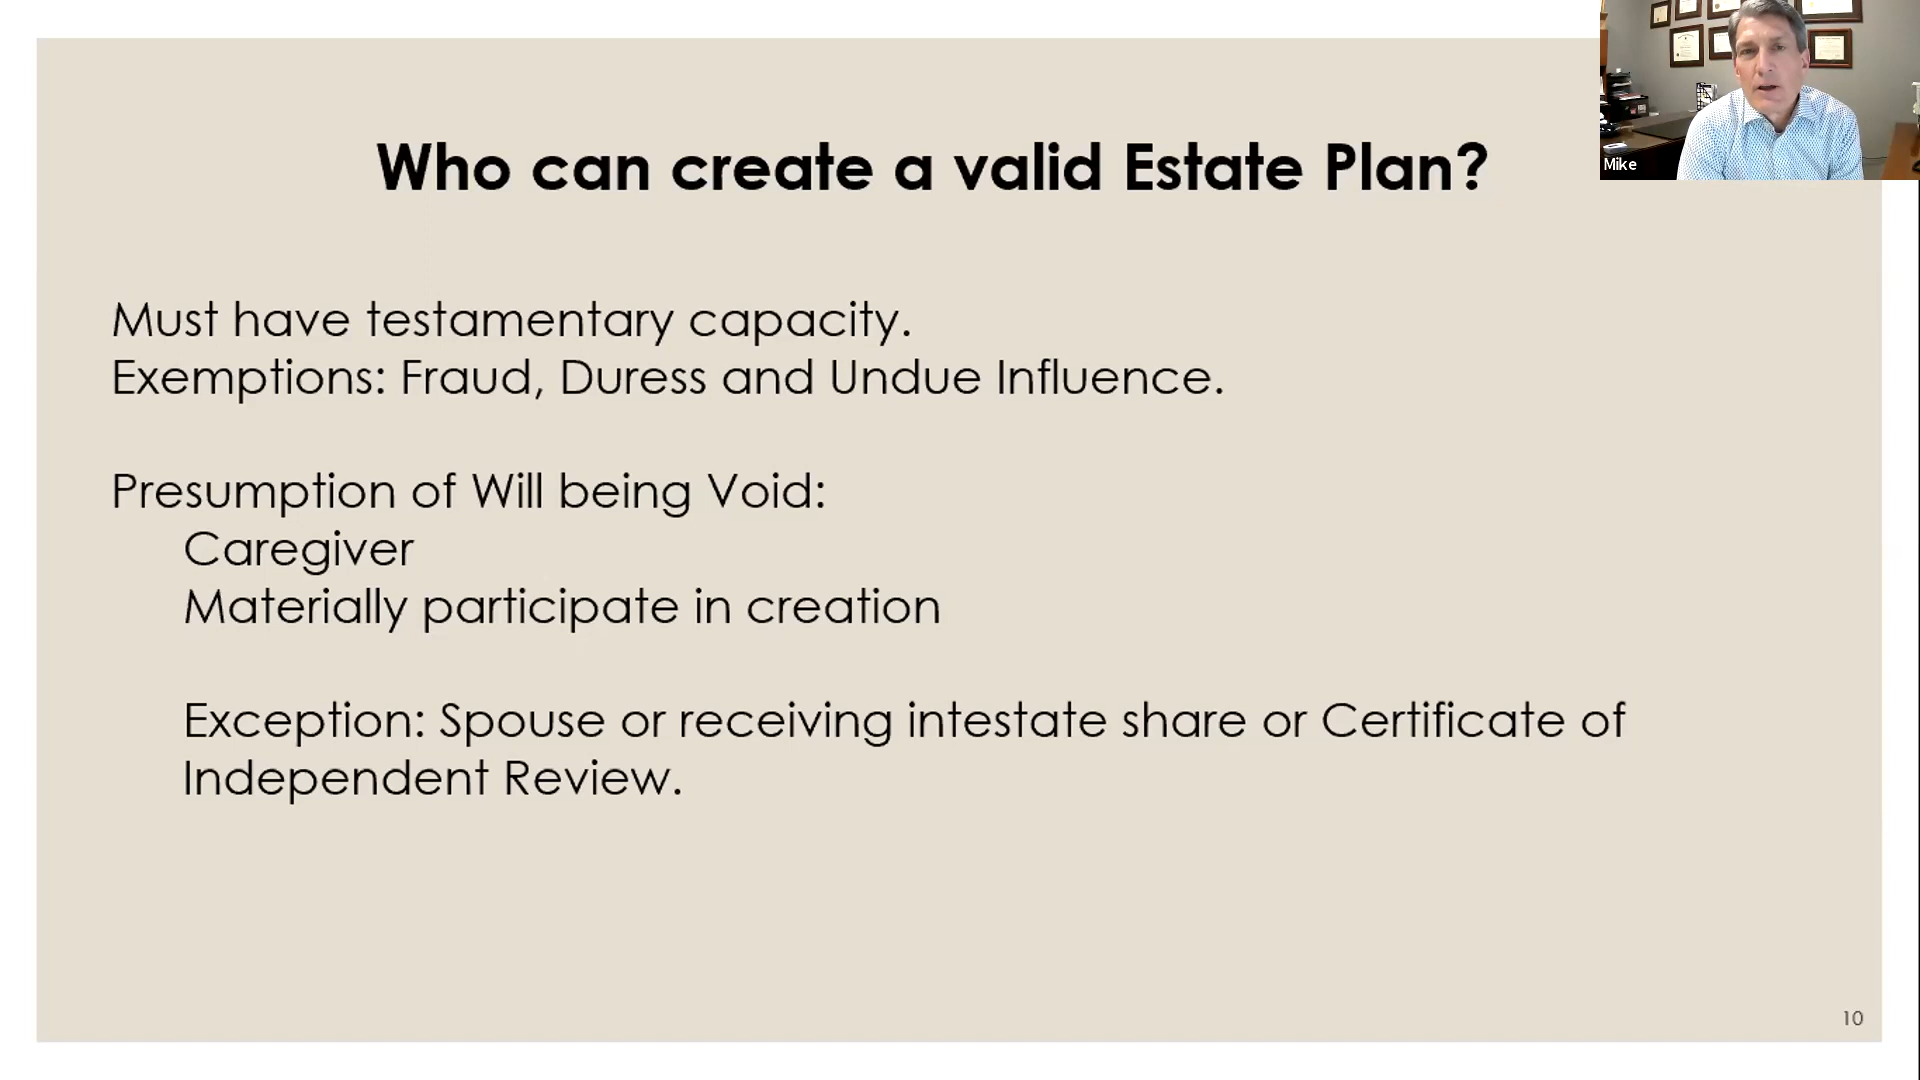 Who can create a valid Estate Plan?
Mike
Must have testamentary capacity.
Exemptions: Fraud, Duress and Undue Influence.
Presumption of Will being Void:
Caregiver
Materially participate in creation
Exception: Spouse or receiving intestate share or Certificate of
Independent Review.
10